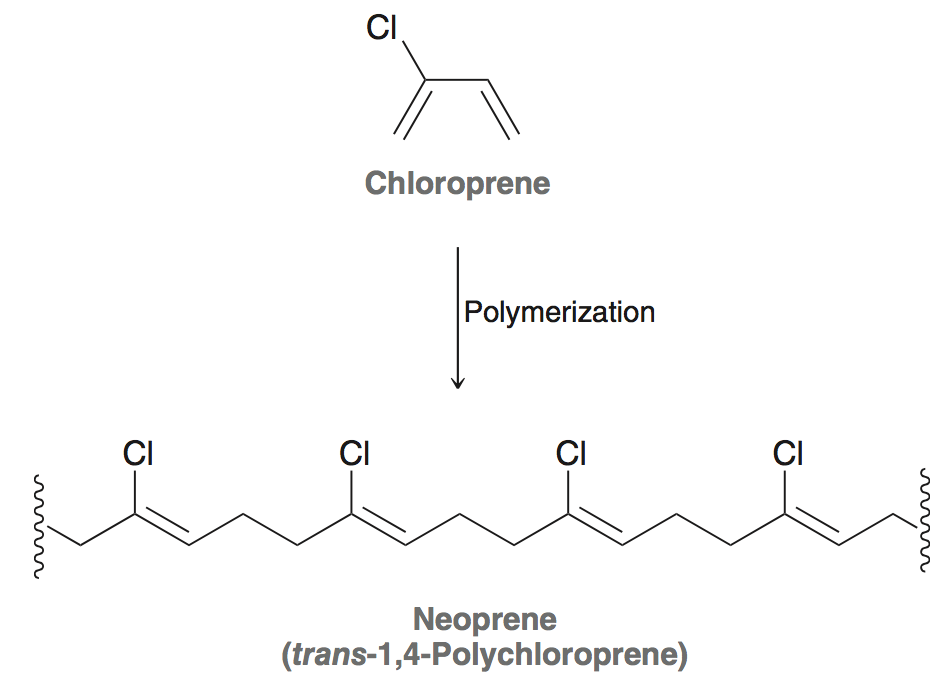 Cl
Chloroprene
Polymerization
Cl Cl Cl Cl
Neoprene
(trans-1,4-Polychloroprene)